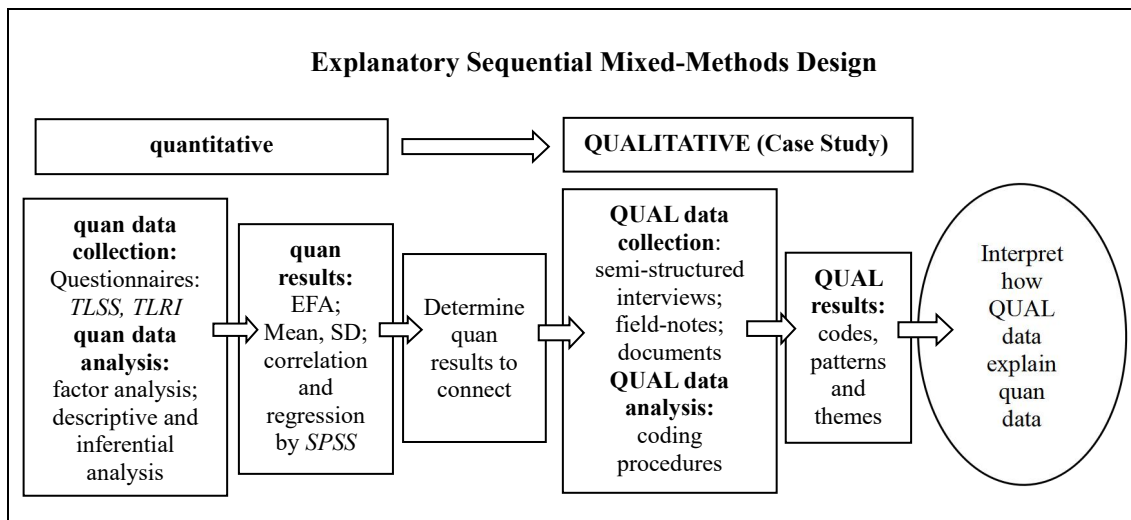 Explanatory Sequential Mixed-Methods Design
quantitative
QUALITATIVE (Case Study)
quan data
collection:
Questionnaires:
TLSS, TLRI
quan data
analysis:
factor analysis;
descriptive and
inferential
analysis
quan
results:
EFA;
Mean, SD;
correlation
and
regression
by SPSS
Determine
quan
results to
connect
QUAL data
collection:
semi-structured
interviews;
field-notes;
documents
QUAL data
analysis:
coding
procedures
QUAL
results:
codes,
patterns
and
themes
Interpret
how
QUAL
data
explain
quan
data